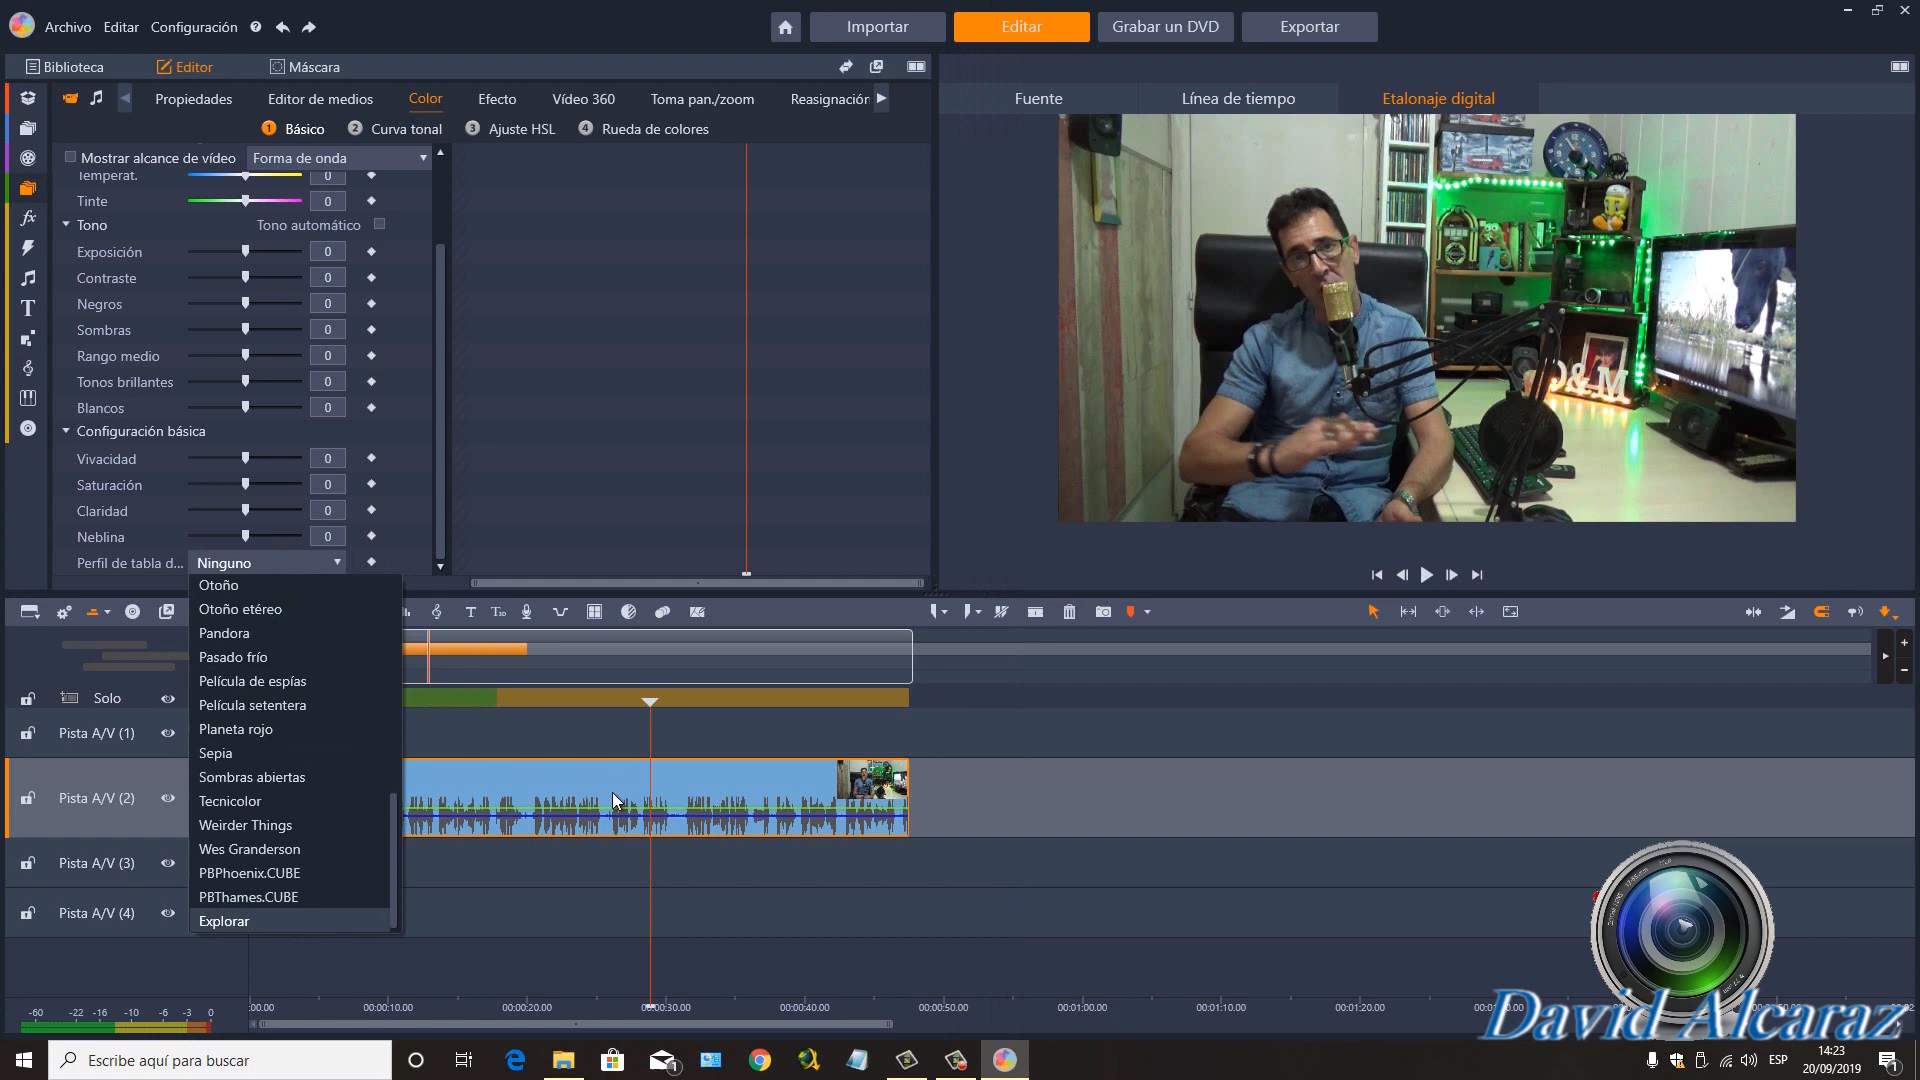 Archivo Editar Configuración ?
Importar Editar Grabar un DVD Exportar
Biblioteca Editor Máscara
Propiedades Editor de medios Color Efecto Vídeo 360 Toma pan./zoom Reasignación
Fuente Línea de tiempo Etalonaje digital
1 Básico 2 Curva tonal 3 Ajuste HSL 4 Rueda de colores
Mostrar alcance de vídeo Forma de onda
Temperat. 0
Tinte 0
Tono Tono automático
Exposición 0
Contraste 0
Negros 0
Sombras 0
Rango medio 0
Tonos brillantes 0
Blancos 0
Configuración básica
Vivacidad 0
Saturación 0
Claridad 0
Neblina 0
Perfil de tabla d... Ninguno
Otoño
Otoño etéreo
Pandora
Pasado frío
Película de espías
Película setentera
Planeta rojo
Sepia
Sombras abiertas
Tecnicolor
Weirder Things
Wes Granderson
PBPhoenix.CUBE
PBThames.CUBE
Explorar
D&M
Solo
Pista A/V (1)
Pista A/V (2)
Pista A/V (3)
Pista A/V (4)
:00.00 00:00:10.00 00:00:20.00 00:00:30.00 00:00:40.00 00:00:50.00 00:01:00.00 00:01:10.00 00:01:20.00
-60 -22 -16 -10 -6 -3 0
David Alcaraz
Escribe aquí para buscar
ESP
14:23
20/09/2019